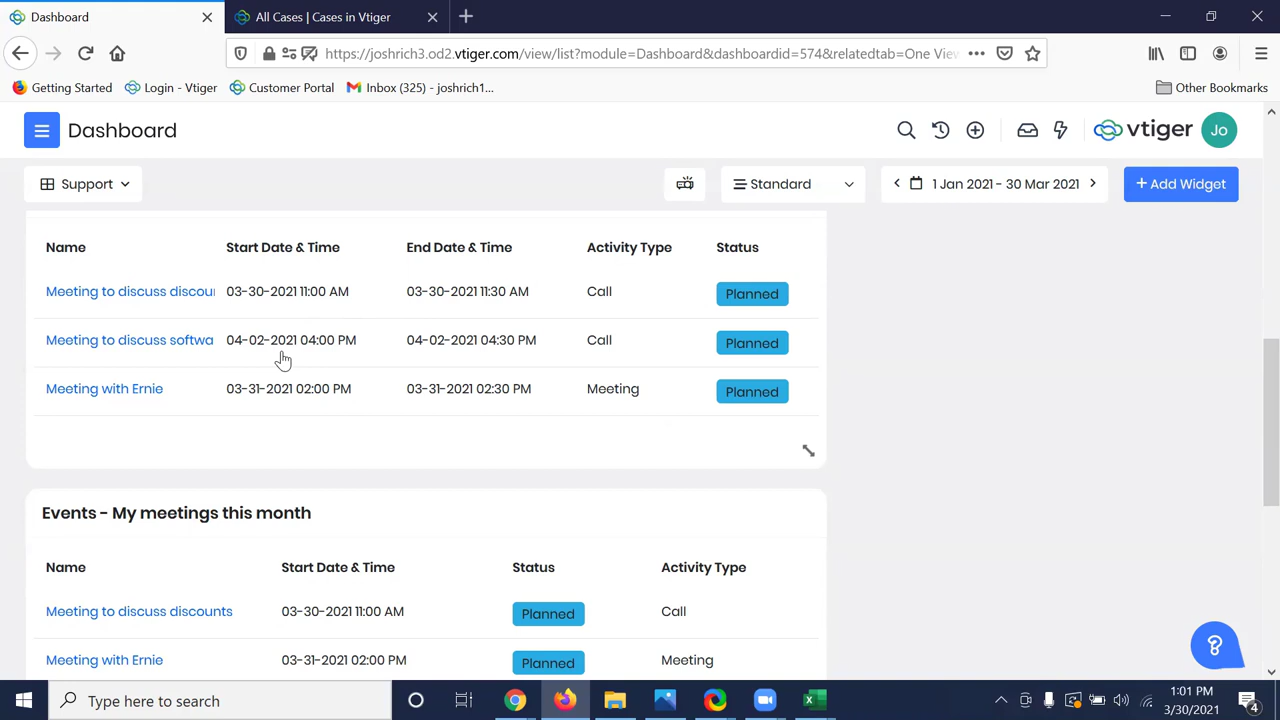 Dashboard
All Cases | Cases in Vtiger
https://joshrich3.od2.vtiger.com/view/list?module=Dashboard&dashboardid=574&relatedtab=One Viev
Getting Started
Login - Vtiger
Customer Portal
Inbox (325) - joshrich1...
Other Bookmarks
Dashboard
vtiger
Jo
Support
Standard
1 Jan 2021 - 30 Mar 2021
+ Add Widget
Name Start Date & Time End Date & Time Activity Type Status
Meeting to discuss discou 03-30-2021 11:00 AM 03-30-2021 11:30 AM Call Planned
Meeting to discuss softwa 04-02-2021 04:00 PM 04-02-2021 04:30 PM Call Planned
Meeting with Ernie 03-31-2021 02:00 PM 03-31-2021 02:30 PM Meeting Planned
Events - My meetings this month
Name Start Date & Time Status Activity Type
Meeting to discuss discounts 03-30-2021 11:00 AM Planned Call
Meeting with Ernie 03-31-2021 02:00 PM Planned Meeting
?
Type here to search
1:01 PM
3/30/2021
4